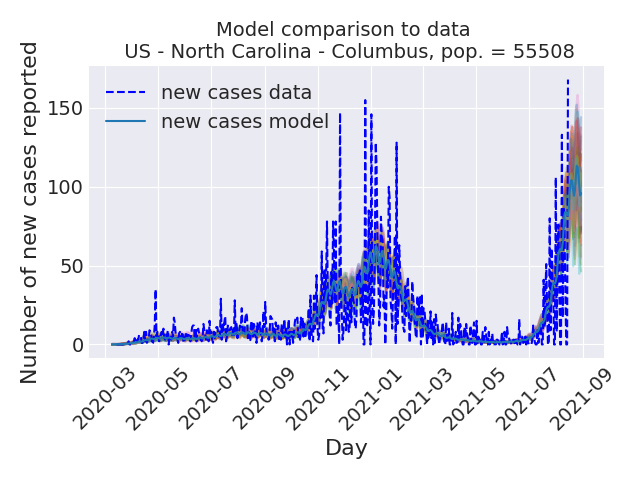 Model comparison to data
US - North Carolina - Columbus, pop. = 55508
Number of new cases reported
150
100
50
0
new cases data
new cases model
2020-03
2020-05
2020-07
2020-09
2020-11
2021-01
2021-03
2021-05
2021-07
2021-09
Day